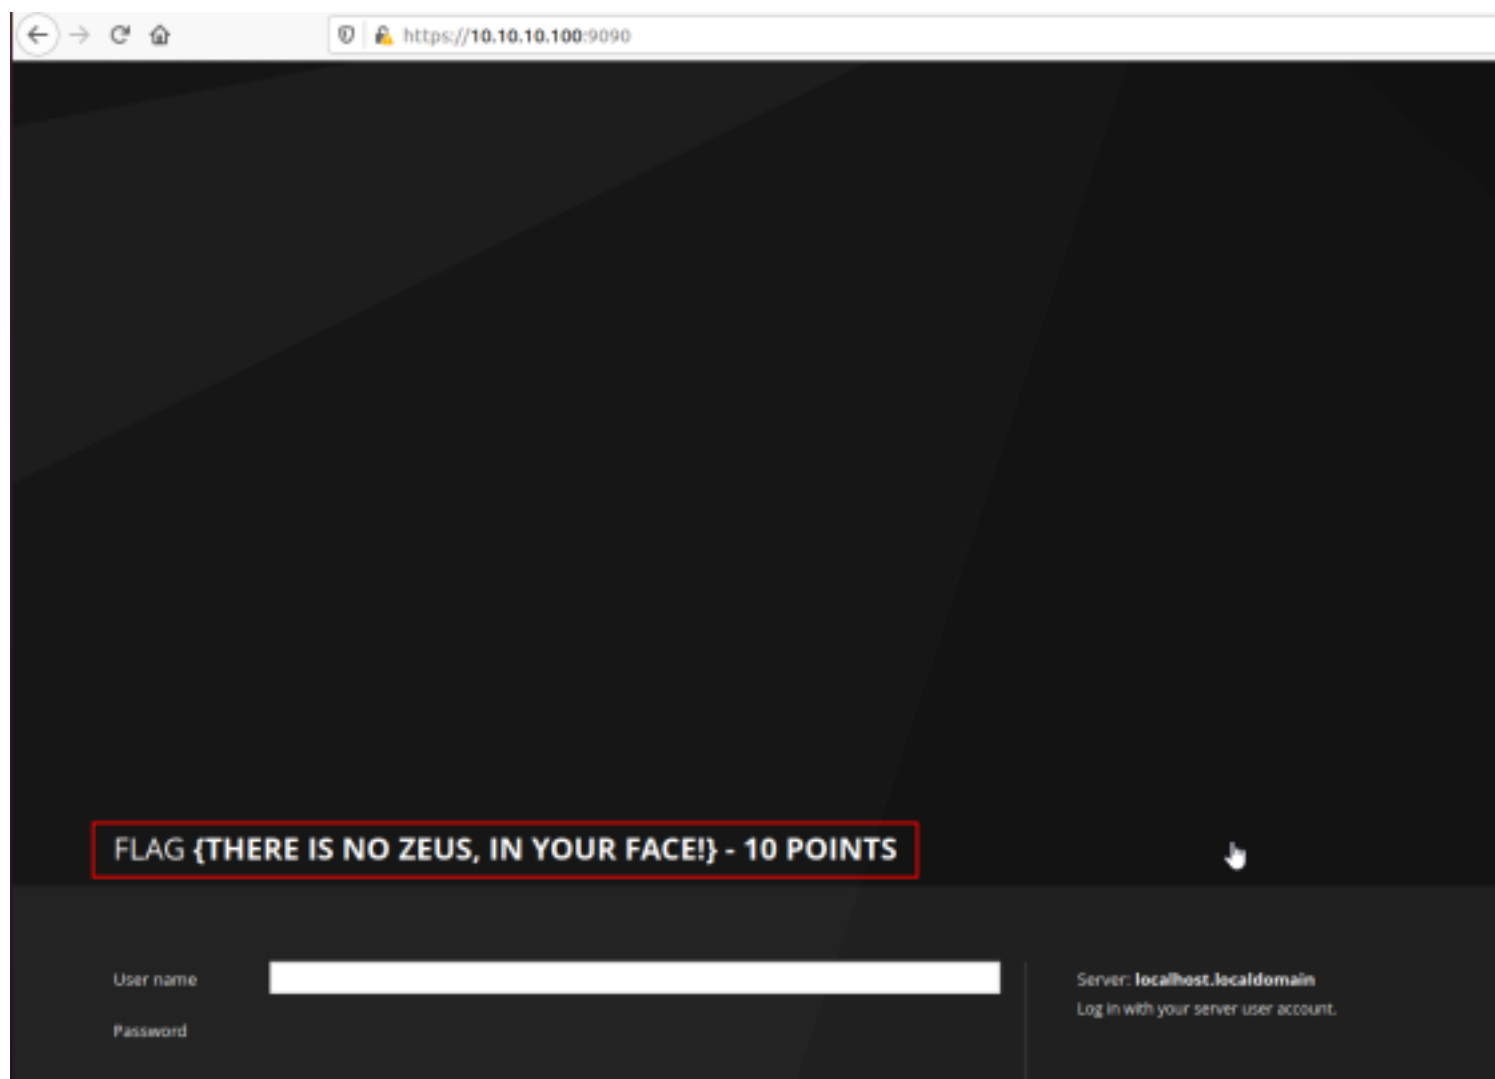 https://10.10.10.100:9090
FLAG {THERE IS NO ZEUS, IN YOUR FACE!} - 10 POINTS
User name
Server: localhost.localdomain
Log in with your server user account.
Password